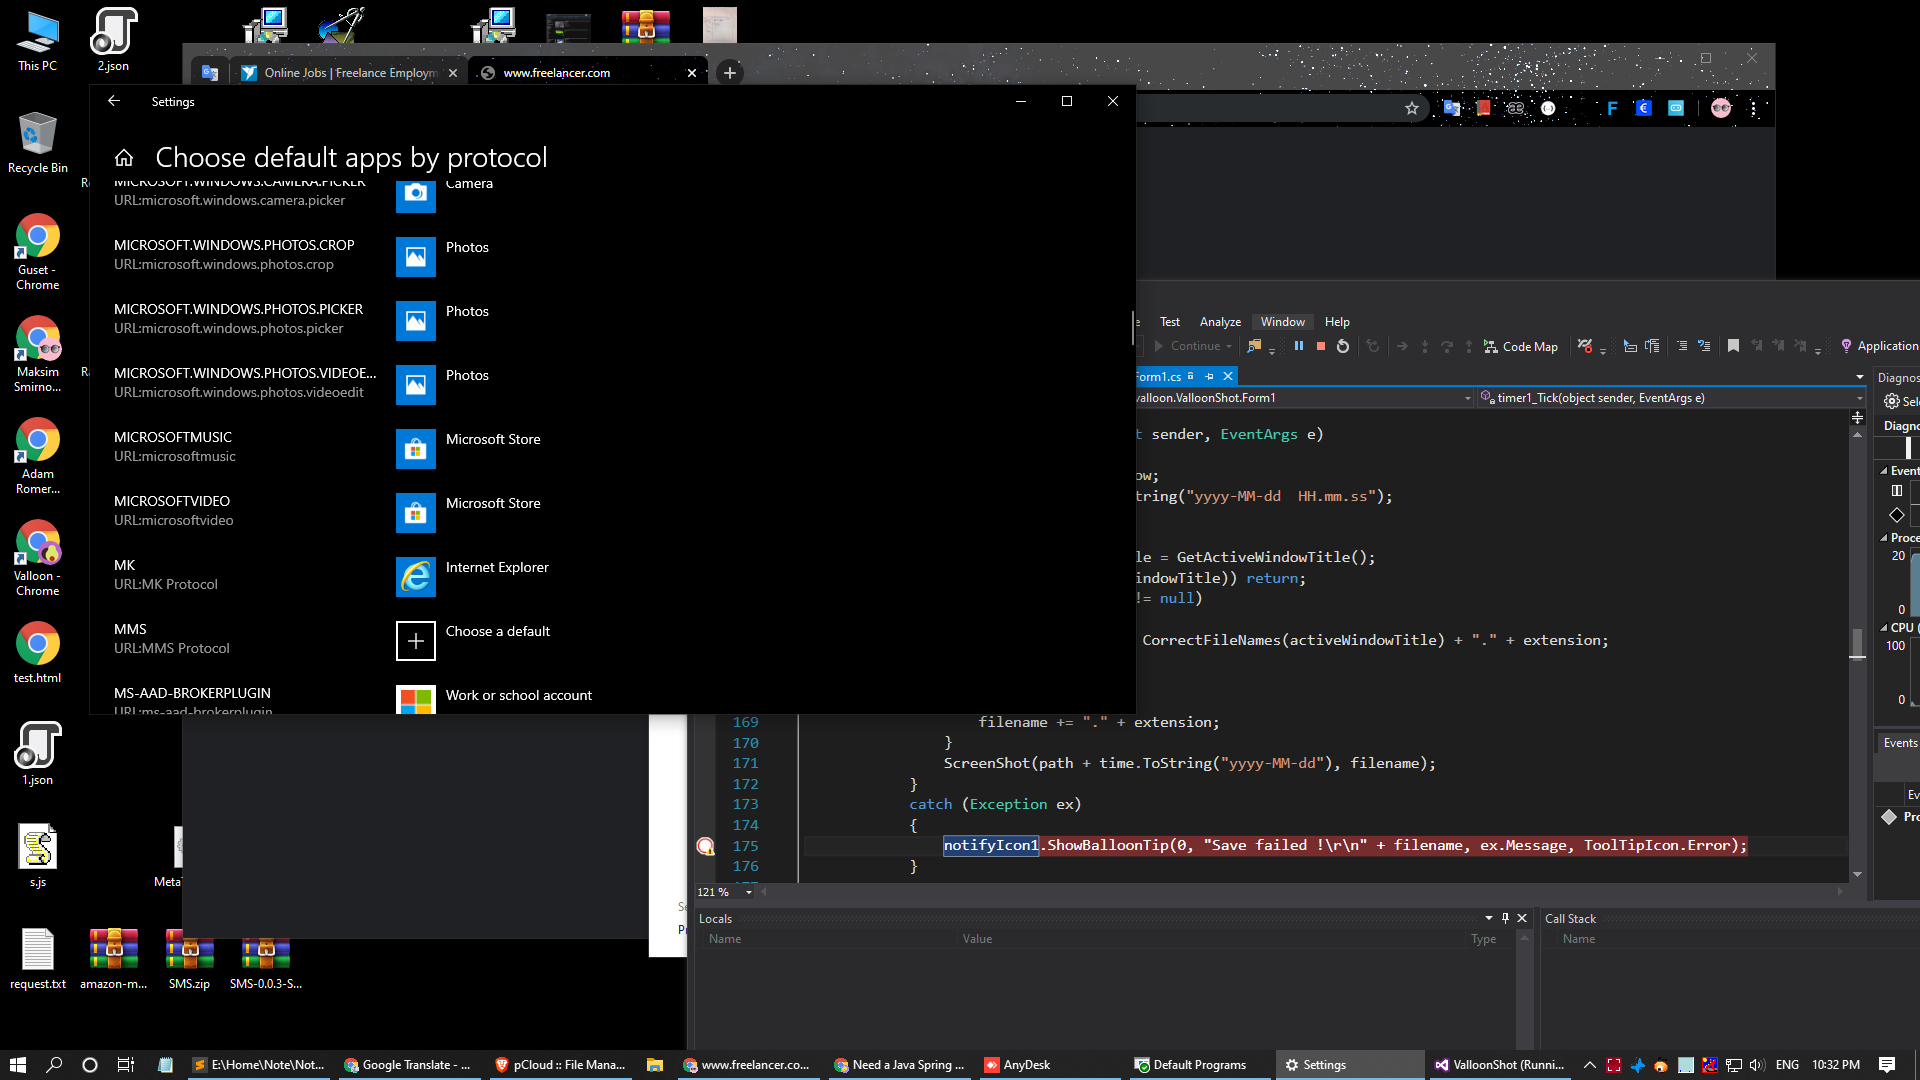 This PC
2.json
Recycle Bin
Guset -
Chrome
Maksim
Smirno...
Adam
Romer...
Valloon -
Chrome
test.html
1.json
s.js
request.txt
amazon-m...
SMS.zip
SMS-0.0.3-S...
Online Jobs | Freelance Employm
www.freelancer.com
Settings
Choose default apps by protocol
MICROSOFT.WINDOWS.CAMERA.PICKER
URL:microsoft.windows.camera.picker
Camera
MICROSOFT.WINDOWS.PHOTOS.CROP
URL:microsoft.windows.photos.crop
Photos
MICROSOFT.WINDOWS.PHOTOS.PICKER
URL:microsoft.windows.photos.picker
Photos
MICROSOFT.WINDOWS.PHOTOS.VIDEOE...
URL:microsoft.windows.photos.videoedit
Photos
MICROSOFTMUSIC
URL:microsoftmusic
Microsoft Store
MICROSOFTVIDEO
URL:microsoftvideo
Microsoft Store
MK
URL:MK Protocol
Internet Explorer
MMS
URL:MMS Protocol
Choose a default
MS-AAD-BROKERPLUGIN
URL:ms-aad-brokerplugin
Work or school account
Test Analyze Window Help
Continue
Code Map
Application
Form1.cs
valloon.ValloonShot.Form1
timer1_Tick(object sender, EventArgs e)
t sender, EventArgs e)
ow;
tring("yyyy-MM-dd  HH.mm.ss");
le = GetActiveWindowTitle();
indowTitle)) return;
!= null)
CorrectFileNames(activeWindowTitle) + "." + extension;
169 filename += "." + extension;
170 }
171 ScreenShot(path + time.ToString("yyyy-MM-dd"), filename);
172 }
173 catch (Exception ex)
174 {
175 notifyIcon1.ShowBalloonTip(0, "Save failed !\r\n" + filename, ex.Message, ToolTipIcon.Error);
176 }
121 %
Locals
Name Value Type
Call Stack
Name
Diagnos
Sele
Diagno
Event
Proce
20
0
CPU (
100
0
Events
Ev
Pro
E:\Home\Note\Not...
Google Translate - ...
pCloud :: File Mana...
www.freelancer.co...
Need a Java Spring ...
AnyDesk
Default Programs
Settings
ValloonShot (Runni...
ENG
10:32 PM